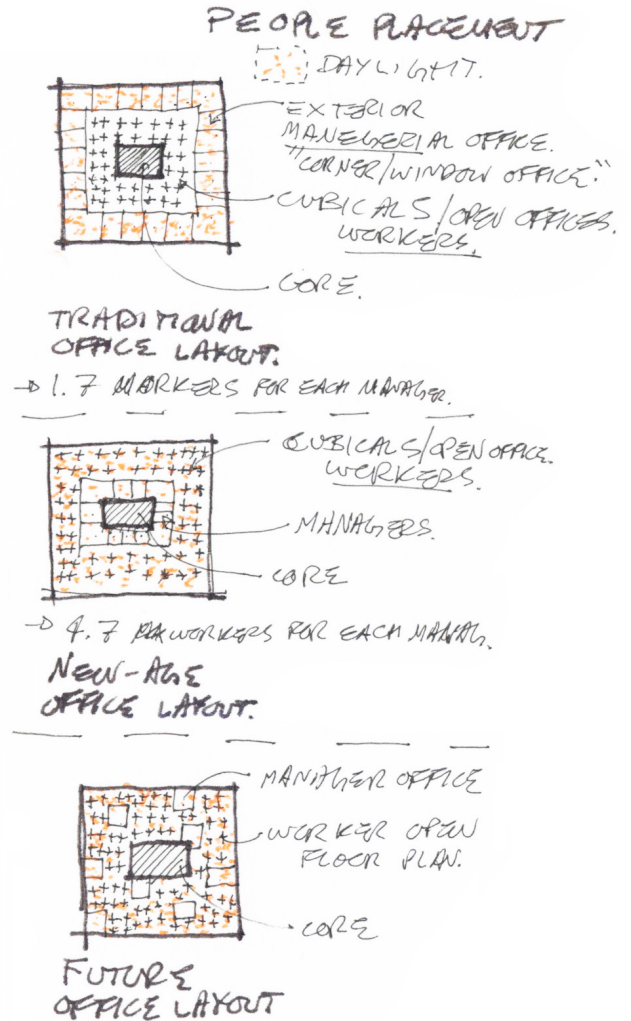 PEOPLE PLACEMENT
DAYLIGHT.
EXTERIOR
MANEGERIAL OFFICE.
"CORNER/WINDOW OFFICE."
CUBICALS/OPEN OFFICES.
WORKERS.
CORE.
TRADITIONAL
OFFICE LAYOUT.
→ 1.7 WORKERS FOR EACH MANAGER.
CUBICALS/OPEN OFFICE.
WORKERS.
MANAGERS.
CORE
→ 4.7 WORKERS FOR EACH MANAG.
NEW-AGE
OFFICE LAYOUT.
MANAGER OFFICE
WORKER OPEN
FLOOR PLAN.
CORE
FUTURE
OFFICE LAYOUT